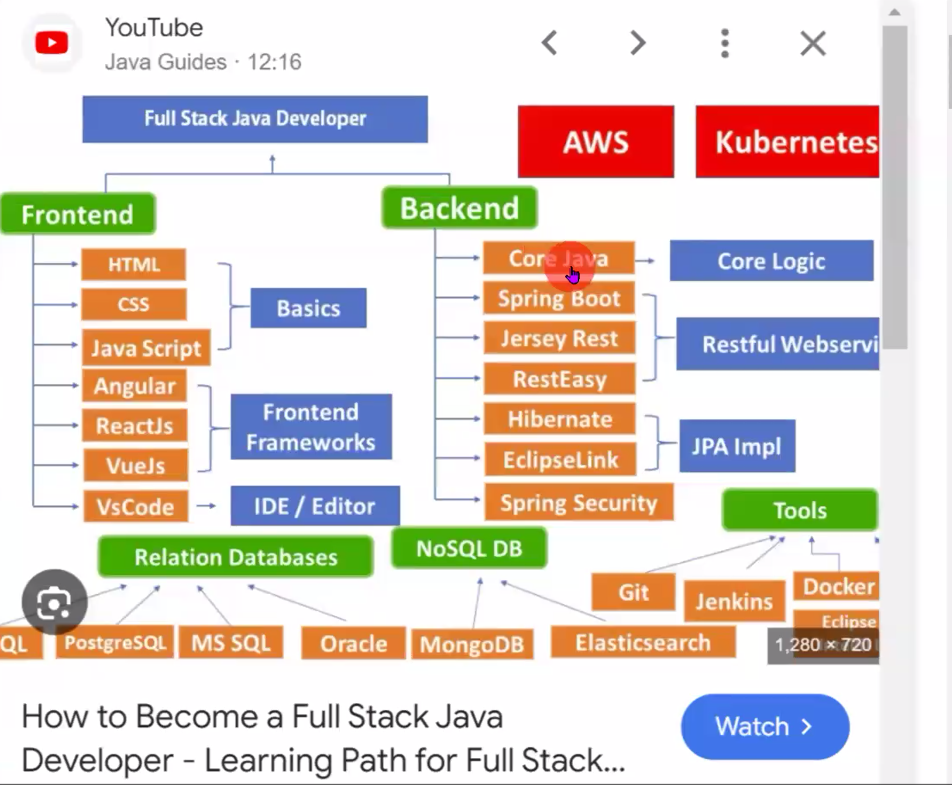 YouTube
Java Guides · 12:16
Full Stack Java Developer
AWS
Kubernetes
Frontend
Backend
HTML
CSS
Java Script
Basics
Angular
ReactJs
VueJs
Frontend
Frameworks
VsCode
IDE / Editor
Core Java
Core Logic
Spring Boot
Jersey Rest
RestEasy
Restful Webservi
Hibernate
EclipseLink
JPA Impl
Spring Security
Tools
Relation Databases
NoSQL DB
Git
Jenkins
Docker
Eclipse
QL
PostgreSQL
MS SQL
Oracle
MongoDB
Elasticsearch
1,280 × 720
How to Become a Full Stack Java
Developer - Learning Path for Full Stack...
Watch